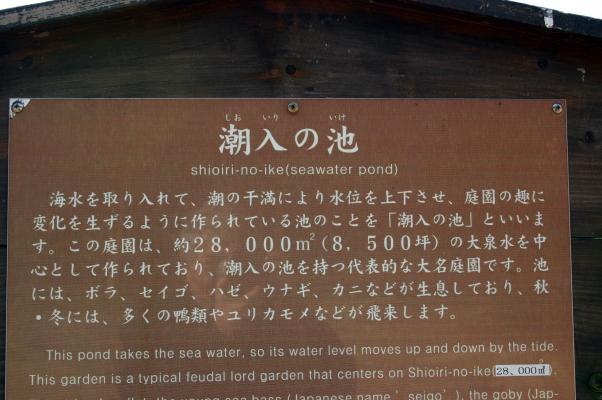 しお いり いけ
潮入の池
shioiri-no-ike(seawater pond)
海水を取り入れて、潮の干満により水位を上下させ、庭園の趣に
変化を生ずるように作られている池のことを「潮入の池」といいま
す。この庭園は、約28，000㎡(8，500坪)の大泉水を中
心として作られており、潮入の池を持つ代表的な大名庭園です。池
には、ボラ、セイゴ、ハゼ、ウナギ、カニなどが生息しており、秋
・冬には、多くの鴨類やユリカモメなどが飛来します。
This pond takes the sea water, so its water level moves up and down by the tide.
This garden is a typical feudal lord garden that centers on Shioiri-no-ike(28,000㎡).
the young sea bass (Japanese name 'seigo'), the goby (Jap-